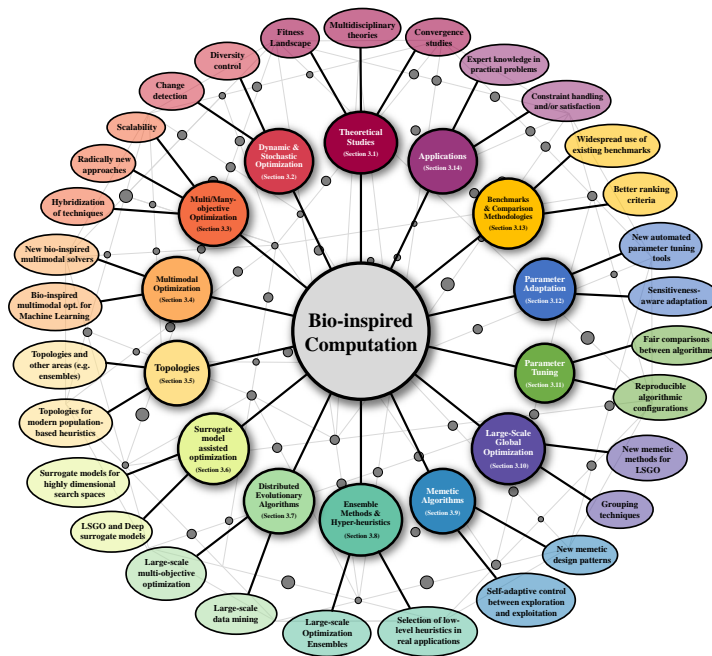 Bio-inspired
Computation
Theoretical
Studies
(Section 3.1)
Fitness
Landscape
Multidisciplinary
theories
Convergence
studies
Dynamic &
Stochastic
Optimization
(Section 3.2)
Diversity
control
Change
detection
Multi/Many-
objective
Optimization
(Section 3.3)
Scalability
Radically new
approaches
Hybridization
of techniques
Multimodal
Optimization
(Section 3.4)
New bio-inspired
multimodal solvers
Bio-inspired
multimodal opt. for
Machine Learning
Topologies
(Section 3.5)
Topologies and
other areas (e.g.
ensembles)
Topologies for
modern population-
based heuristics
Surrogate
model
assisted
optimization
(Section 3.6)
Surrogate models for
highly dimensional
search spaces
LSGO and Deep
surrogate models
Distributed
Evolutionary
Algorithms
(Section 3.7)
Large-scale
multi-objective
optimization
Large-scale
data mining
Ensemble
Methods &
Hyper-heuristics
(Section 3.8)
Large-scale
Optimization
Ensembles
Selection of low-
level heuristics in
real applications
Memetic
Algorithms
(Section 3.9)
Self-adaptive control
between exploration
and exploitation
New memetic
design patterns
Large-Scale
Global
Optimization
(Section 3.10)
Grouping
techniques
New memetic
methods for
LSGO
Parameter
Tuning
(Section 3.11)
Reproducible
algorithmic
configurations
Fair comparisons
between algorithms
Parameter
Adaptation
(Section 3.12)
Sensitiveness-
aware adaptation
New automated
parameter tuning
tools
Benchmarks
& Comparison
Methodologies
(Section 3.13)
Better ranking
criteria
Widespread use of
existing benchmarks
Applications
(Section 3.14)
Constraint handling
and/or satisfaction
Expert knowledge in
practical problems